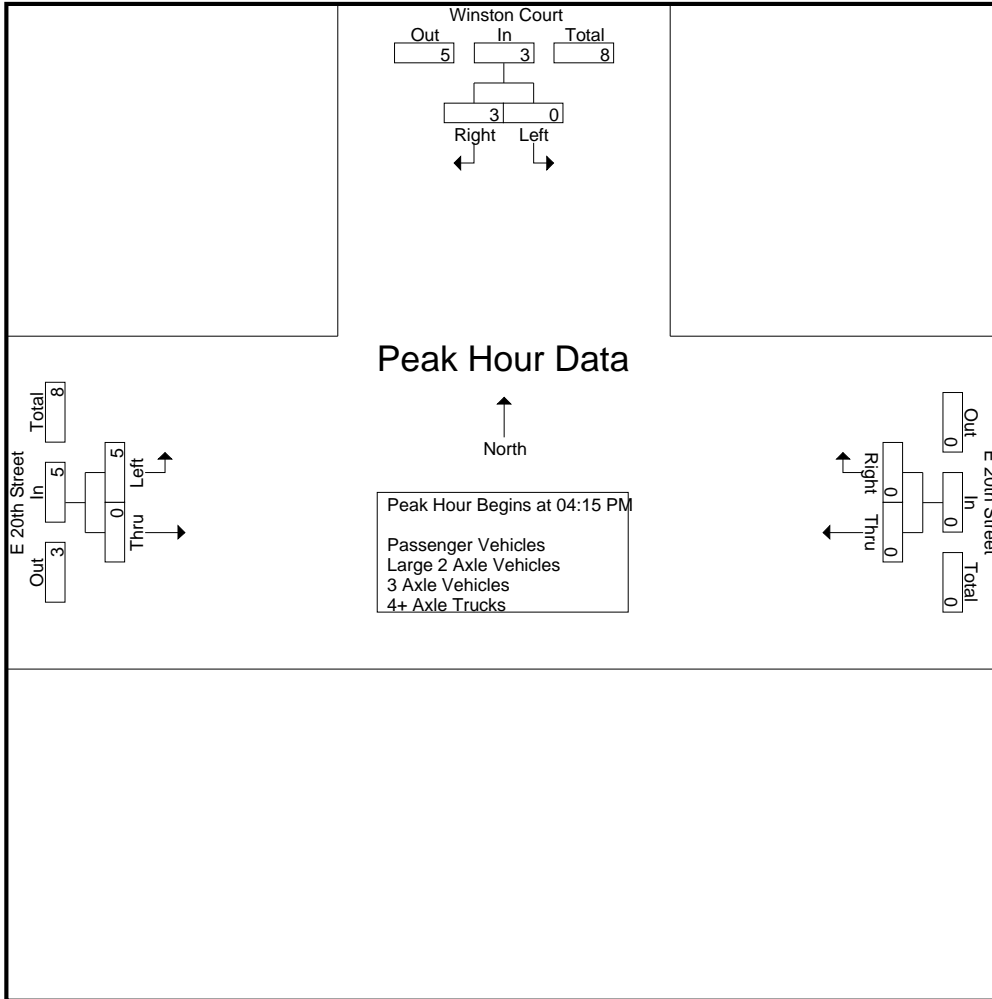 Winston Court
Out In Total
5 3 8
3 0
Right Left
Peak Hour Data
North
Peak Hour Begins at 04:15 PM
Passenger Vehicles
Large 2 Axle Vehicles
3 Axle Vehicles
4+ Axle Trucks
E 20th Street
Total In Out
8 5 3
5 0
Left Thru
E 20th Street
Out In Total
0 0 0
0 0
Right Thru